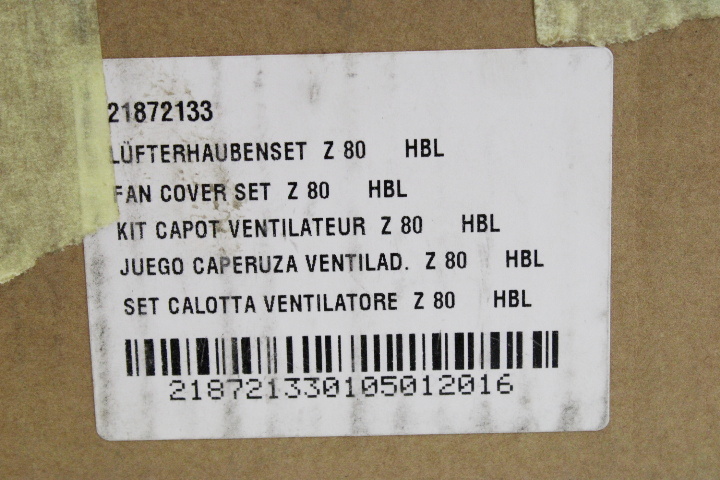 21872133
LÜFTERHAUBENSET Z 80 HBL
FAN COVER SET Z 80 HBL
KIT CAPOT VENTILATEUR Z 80 HBL
JUEGO CAPERUZA VENTILAD. Z 80 HBL
SET CALOTTA VENTILATORE Z 80 HBL
218721330105012016